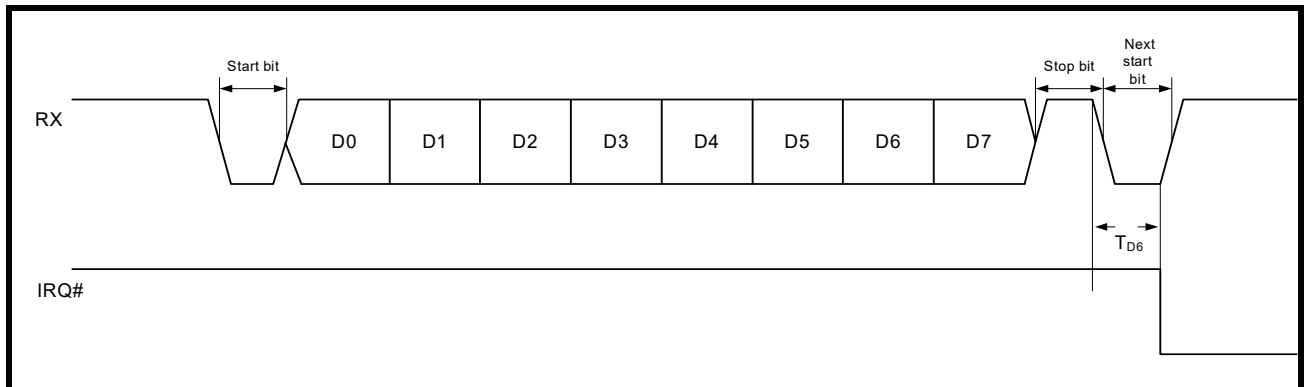 Start bit
Stop bit
Next
start
bit
RX
D0 D1 D2 D3 D4 D5 D6 D7
TD6
IRQ#